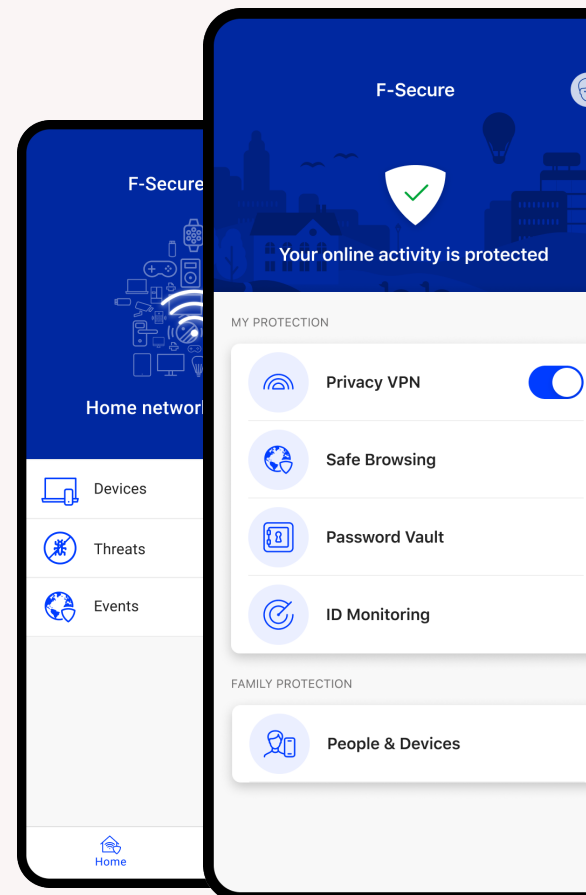 F-Secure
Home networ
Devices
Threats
Events
Home
F-Secure
Your online activity is protected
MY PROTECTION
Privacy VPN
Safe Browsing
Password Vault
ID Monitoring
FAMILY PROTECTION
People & Devices